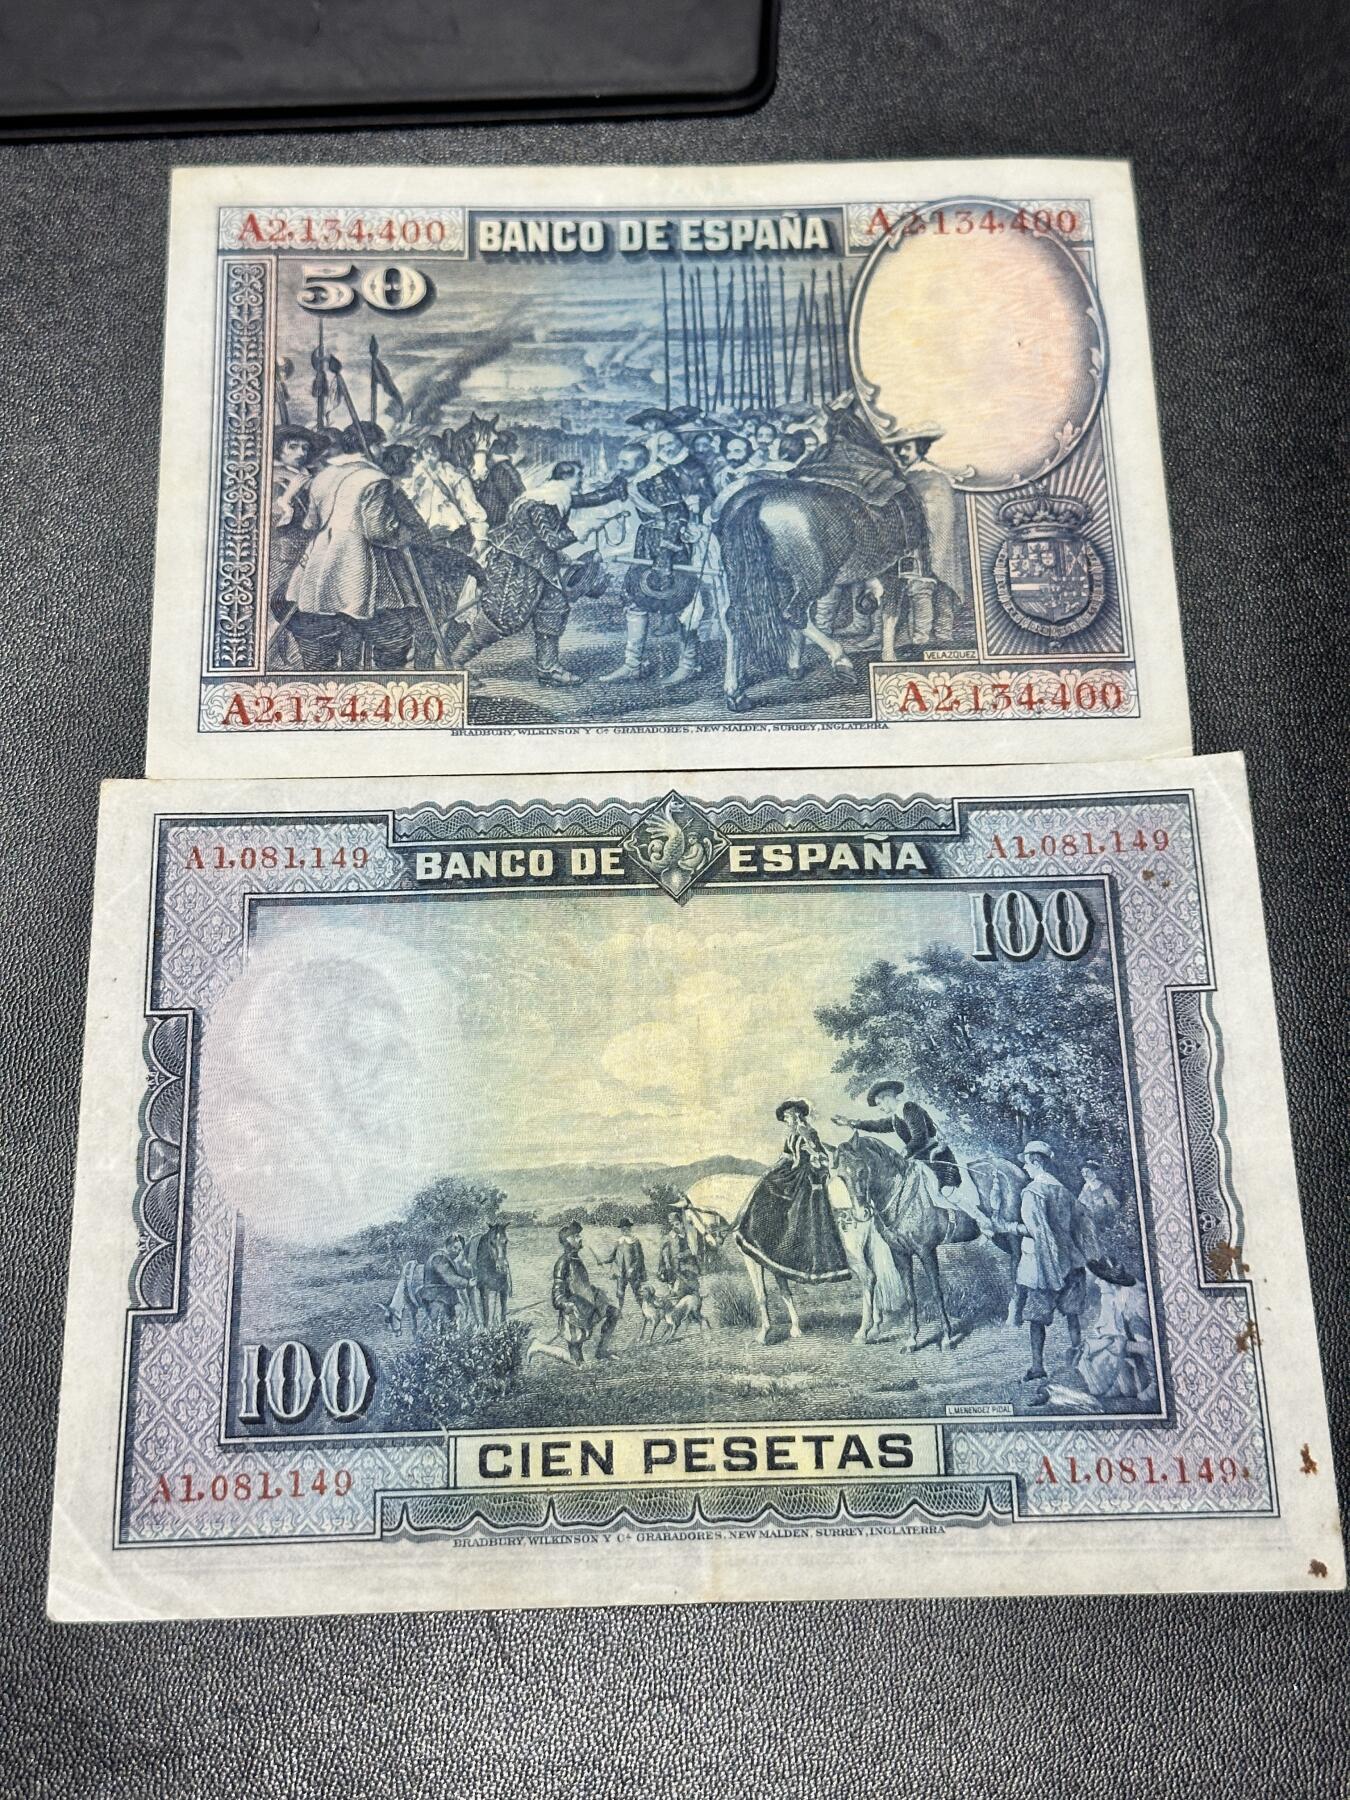 A2,134,400 BANCO DE ESPAÑA A2,134,400
50
VELAZQUEZ
A2,134,400 A2,134,400
BRADBURY, WILKINSON Y Cª GRABADORES, NEW MALDEN, SURREY, INGLATERRA
A1,081,149 BANCO DE ESPAÑA A1,081,149
100
100
L. MENENDEZ PIDAL
CIEN PESETAS
A1,081,149 A1,081,149
BRADBURY, WILKINSON Y Cª GRABADORES, NEW MALDEN, SURREY, INGLATERRA